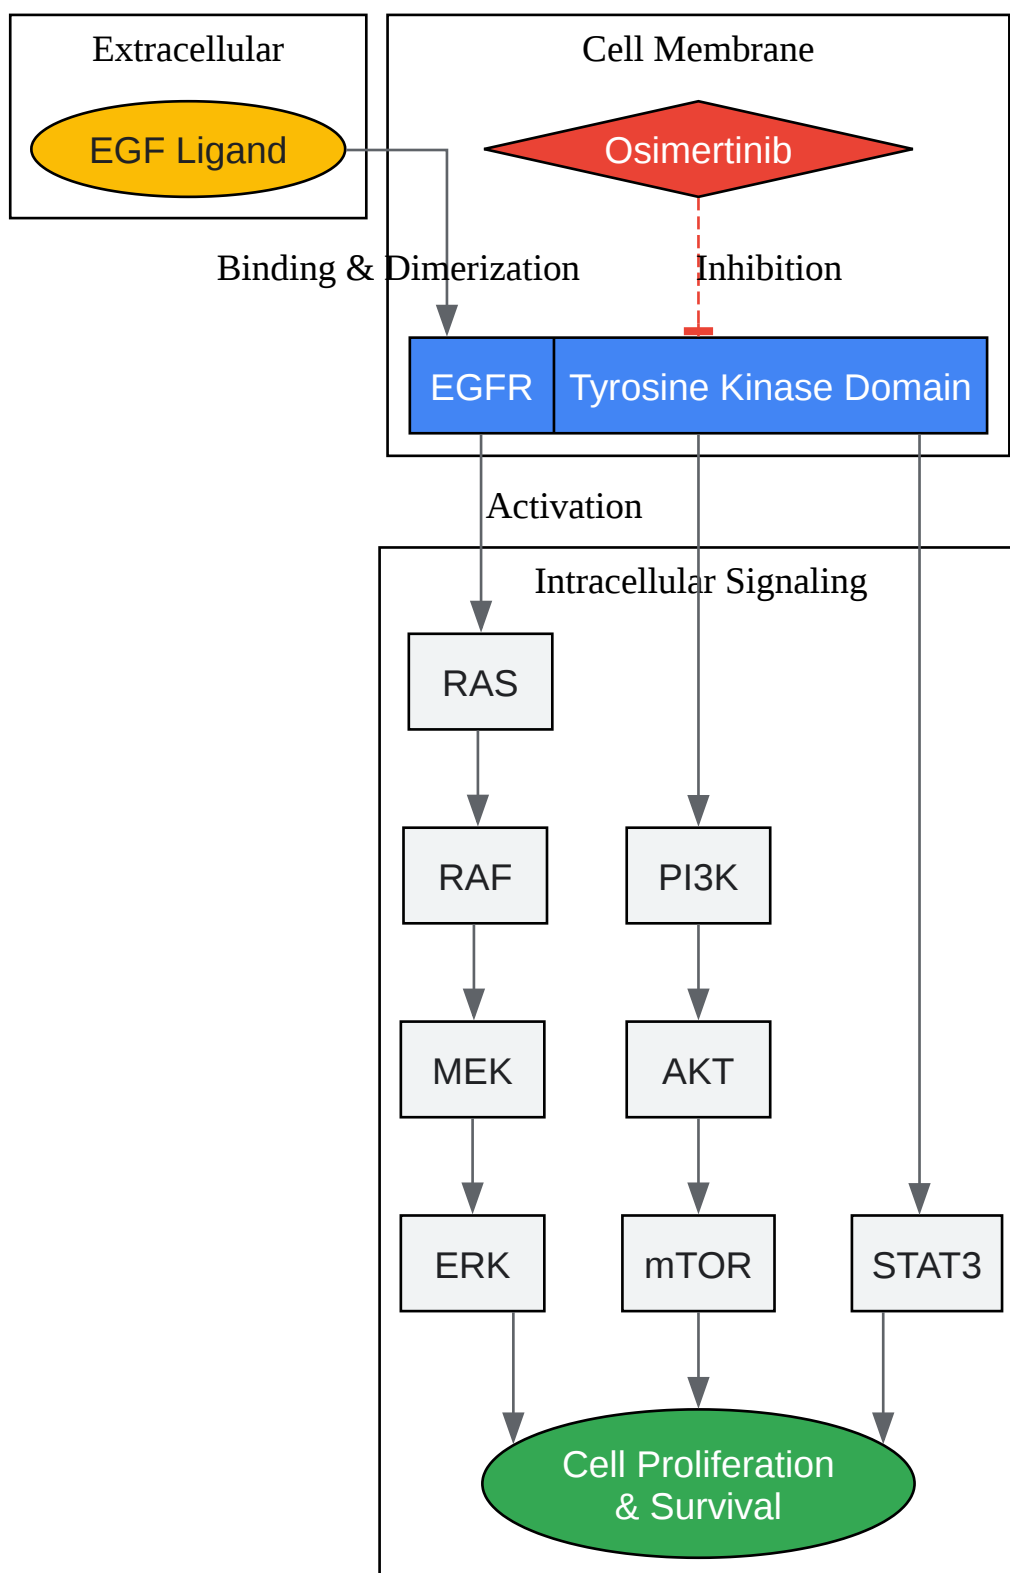 Extracellular
Cell Membrane
EGF Ligand
Osimertinib
Binding & Dimerization
Inhibition
EGFR
Tyrosine Kinase Domain
Activation
Intracellular Signaling
RAS
RAF
PI3K
MEK
AKT
ERK
mTOR
STAT3
Cell Proliferation
& Survival